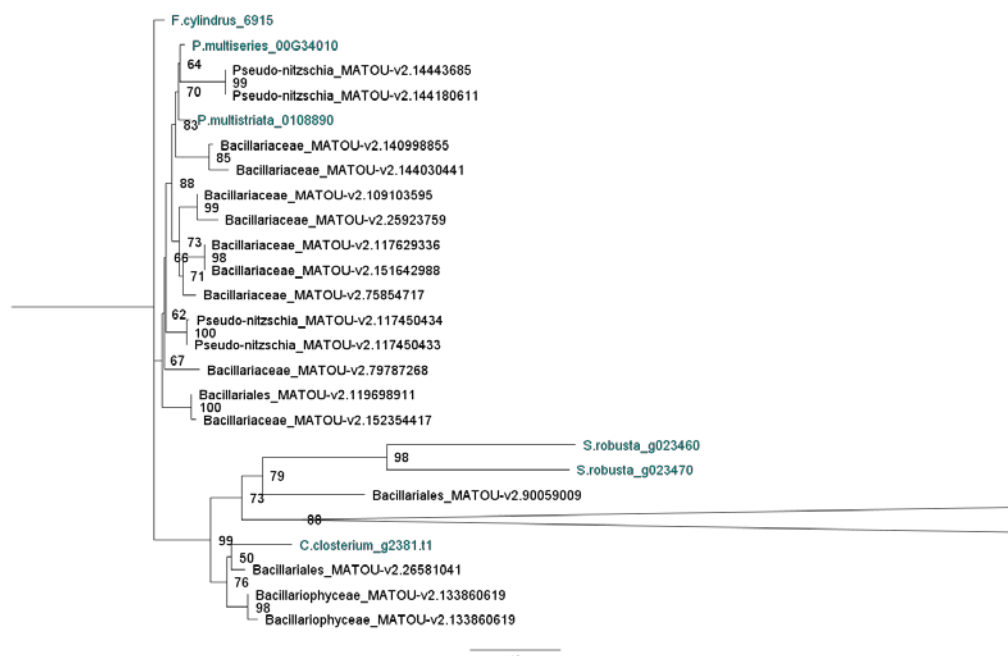 F.cylindrus_6915
P.multiseries_00G34010
64
Pseudo-nitzschia_MATOU-v2.14443685
99
70
Pseudo-nitzschia_MATOU-v2.144180611
83
P.multistriata_0108890
Bacillariaceae_MATOU-v2.140998855
85
Bacillariaceae_MATOU-v2.144030441
88
Bacillariaceae_MATOU-v2.109103595
99
Bacillariaceae_MATOU-v2.25923759
73
Bacillariaceae_MATOU-v2.117629336
66
98
71
Bacillariaceae_MATOU-v2.151642988
Bacillariaceae_MATOU-v2.75854717
62
Pseudo-nitzschia_MATOU-v2.117450434
100
Pseudo-nitzschia_MATOU-v2.117450433
67
Bacillariaceae_MATOU-v2.79787268
Bacillariales_MATOU-v2.119698911
100
Bacillariaceae_MATOU-v2.152354417
S.robusta_g023460
98
S.robusta_g023470
79
73
Bacillariales_MATOU-v2.90059009
88
99
C.closterium_g2381.t1
50
Bacillariales_MATOU-v2.26581041
76
Bacillariophyceae_MATOU-v2.133860619
98
Bacillariophyceae_MATOU-v2.133860619